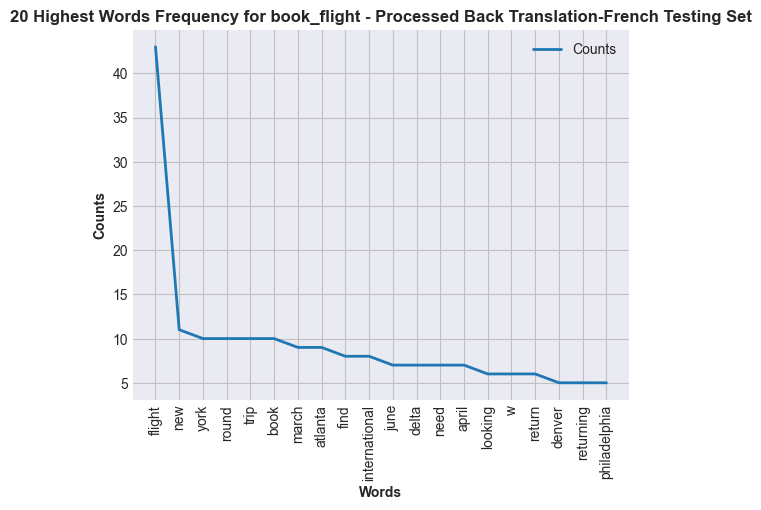 20 Highest Words Frequency for book_flight - Processed Back Translation-French Testing Set
Counts
40
35
30
25
20
15
10
5
Counts
flight
new
york
round
trip
book
march
atlanta
find
international
june
delta
need
april
looking
w
return
denver
returning
philadelphia
Words